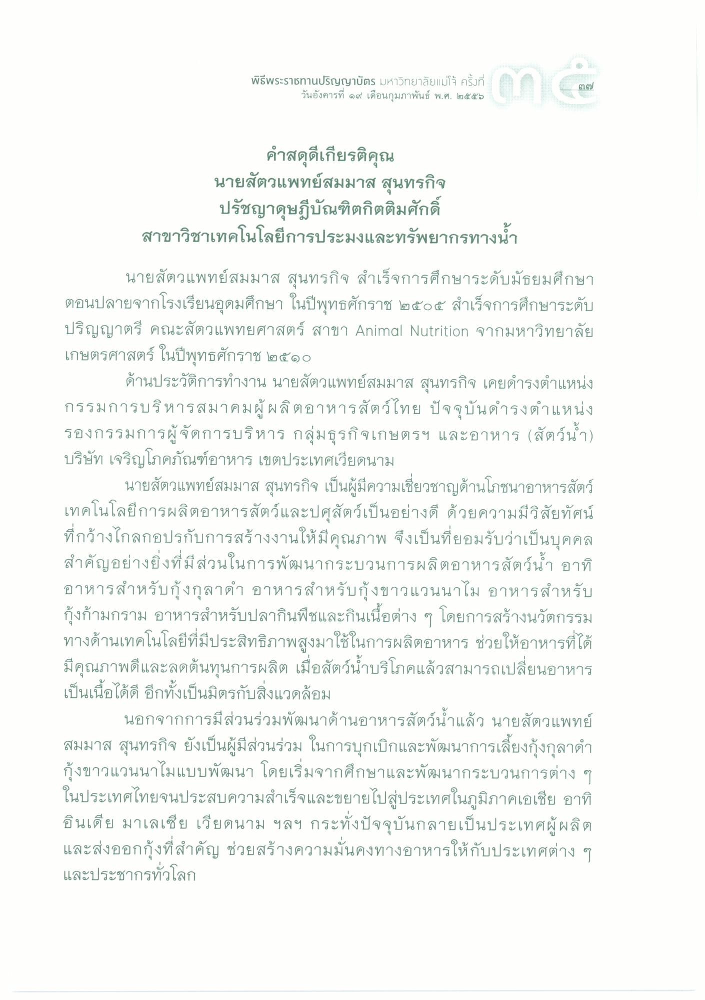 พิธีพระราชทานปริญญาบัตร มหาวิทยาลัยแม่โจ้ ครั้งที่ ๓๕
วันอังคารที่ ๑๙ เดือนกุมภาพันธ์ พ.ศ. ๒๕๕๖
๓๗
คำสดุดีเกียรติคุณ
นายสัตวแพทย์สมมาส สุนทรกิจ
ปรัชญาดุษฎีบัณฑิตกิตติมศักดิ์
สาขาวิชาเทคโนโลยีการประมงและทรัพยากรทางน้ำ
นายสัตวแพทย์สมมาส สุนทรกิจ สำเร็จการศึกษาระดับมัธยมศึกษา
ตอนปลายจากโรงเรียนอุดมศึกษา ในปีพุทธศักราช ๒๕๐๕ สำเร็จการศึกษาระดับ
ปริญญาตรี คณะสัตวแพทยศาสตร์ สาขา Animal Nutrition จากมหาวิทยาลัย
เกษตรศาสตร์ ในปีพุทธศักราช ๒๕๑๐
ด้านประวัติการทำงาน นายสัตวแพทย์สมมาส สุนทรกิจ เคยดำรงตำแหน่ง
กรรมการบริหารสมาคมผู้ผลิตอาหารสัตว์ไทย ปัจจุบันดำรงตำแหน่ง
รองกรรมการผู้จัดการบริหาร กลุ่มธุรกิจเกษตรฯ และอาหาร (สัตว์น้ำ)
บริษัท เจริญโภคภัณฑ์อาหาร เขตประเทศเวียดนาม
นายสัตวแพทย์สมมาส สุนทรกิจ เป็นผู้มีความเชี่ยวชาญด้านโภชนาอาหารสัตว์
เทคโนโลยีการผลิตอาหารสัตว์และปศุสัตว์เป็นอย่างดี ด้วยความมีวิสัยทัศน์
ที่กว้างไกลกอปรกับการสร้างงานให้มีคุณภาพ จึงเป็นที่ยอมรับว่าเป็นบุคคล
สำคัญอย่างยิ่งที่มีส่วนในการพัฒนากระบวนการผลิตอาหารสัตว์น้ำ อาทิ
อาหารสำหรับกุ้งกุลาดำ อาหารสำหรับกุ้งขาวแวนนาไม อาหารสำหรับ
กุ้งก้ามกราม อาหารสำหรับปลากินพืชและกินเนื้อต่าง ๆ โดยการสร้างนวัตกรรม
ทางด้านเทคโนโลยีที่มีประสิทธิภาพสูงมาใช้ในการผลิตอาหาร ช่วยให้อาหารที่ได้
มีคุณภาพดีและลดต้นทุนการผลิต เมื่อสัตว์น้ำบริโภคแล้วสามารถเปลี่ยนอาหาร
เป็นเนื้อได้ดี อีกทั้งเป็นมิตรกับสิ่งแวดล้อม
นอกจากการมีส่วนร่วมพัฒนาด้านอาหารสัตว์น้ำแล้ว นายสัตวแพทย์
สมมาส สุนทรกิจ ยังเป็นผู้มีส่วนร่วม ในการบุกเบิกและพัฒนาการเลี้ยงกุ้งกุลาดำ
กุ้งขาวแวนนาไมแบบพัฒนา โดยเริ่มจากศึกษาและพัฒนากระบวนการต่าง ๆ
ในประเทศไทยจนประสบความสำเร็จและขยายไปสู่ประเทศในภูมิภาคเอเชีย อาทิ
อินเดีย มาเลเซีย เวียดนาม ฯลฯ กระทั่งปัจจุบันกลายเป็นประเทศผู้ผลิต
และส่งออกกุ้งที่สำคัญ ช่วยสร้างความมั่นคงทางอาหารให้กับประเทศต่าง ๆ
และประชากรทั่วโลก